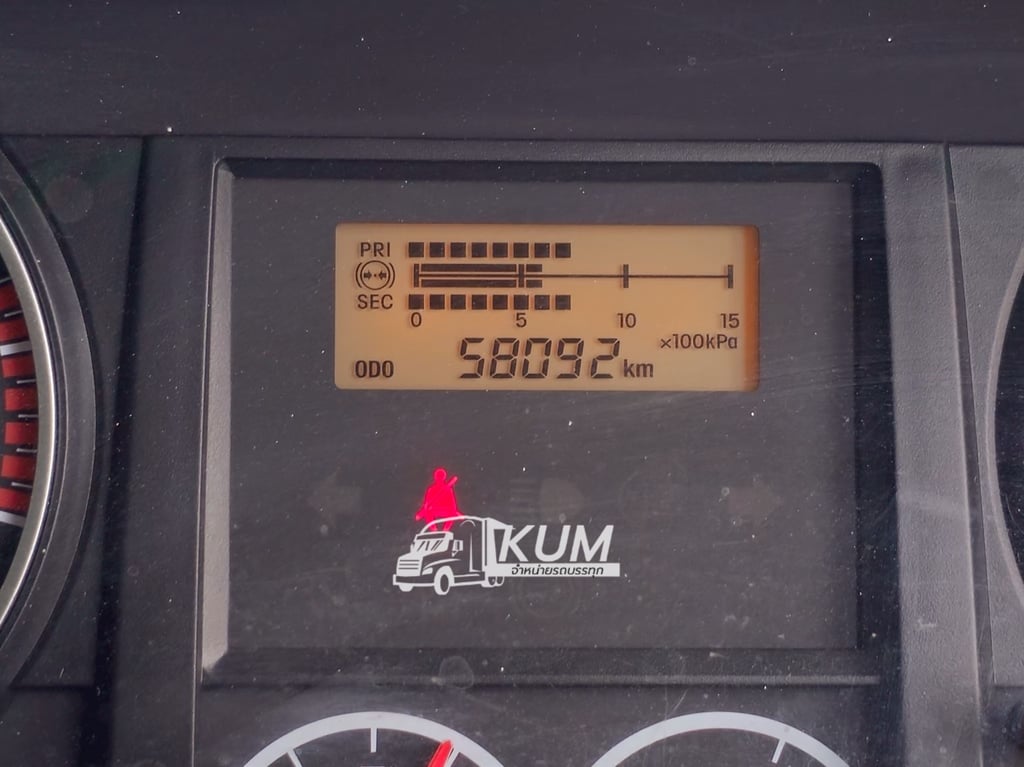 PRI
SEC
0 5 10 15
×100kPa
ODO 58092 km
KUM
จำหน่ายรถบรรทุก